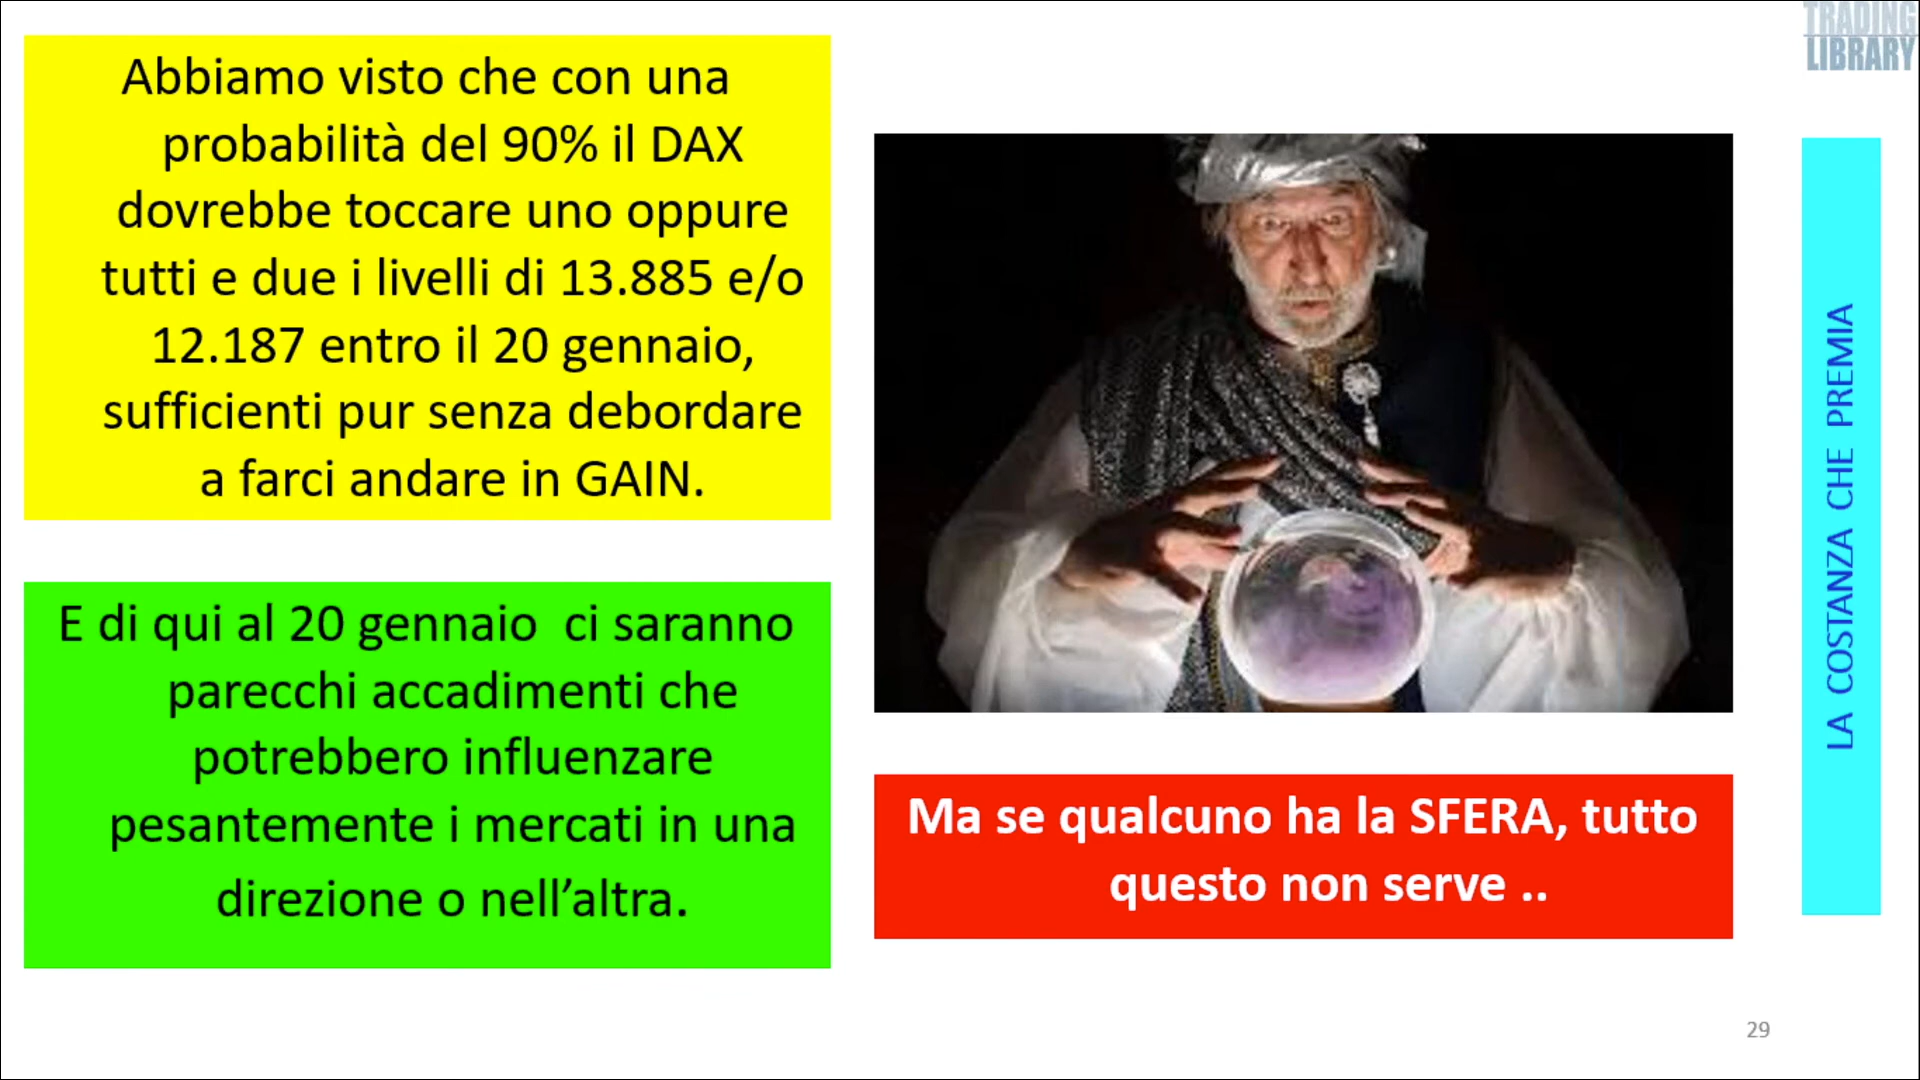 Abbiamo visto che con una
probabilità del 90% il DAX
dovrebbe toccare uno oppure
tutti e due i livelli di 13.885 e/o
12.187 entro il 20 gennaio,
sufficienti pur senza debordare
a farci andare in GAIN.
E di qui al 20 gennaio  ci saranno
parecchi accadimenti che
potrebbero influenzare
pesantemente i mercati in una
direzione o nell’altra.
Ma se qualcuno ha la SFERA, tutto
questo non serve ..
TRADING
LIBRARY
LA COSTANZA CHE PREMIA
29